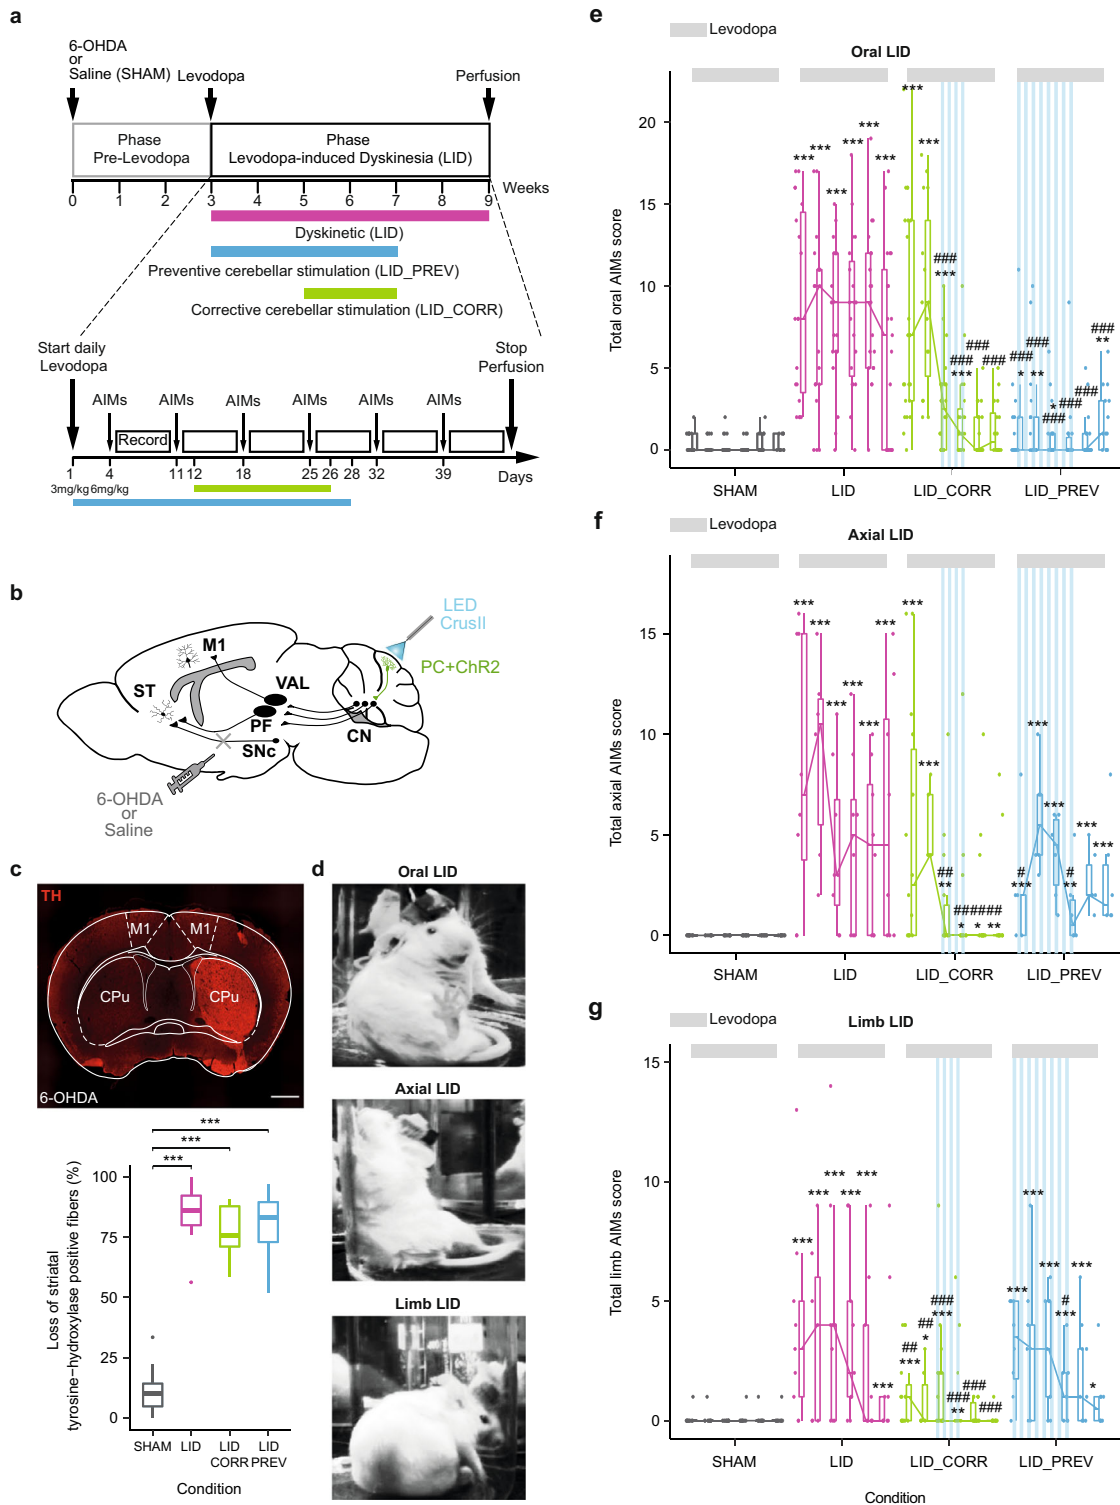 a
6-OHDA
or
Saline (SHAM)
Levodopa
Perfusion
Phase
Pre-Levodopa
Phase
Levodopa-induced Dyskinesia (LID)
0 1 2 3 4 5 6 7 9 Weeks
Dyskinetic (LID)
Preventive cerebellar stimulation (LID_PREV)
Corrective cerebellar stimulation (LID_CORR)
Start daily
Levodopa
Stop
Perfusion
AIMs AIMs AIMs AIMs AIMs AIMs
Record
1 4 11 12 18 25 26 28 32 39 Days
3mg/kg 6mg/kg
b
LED
CrusII
PC+ChR2
M1
ST
VAL
PF
SNc
CN
6-OHDA
or
Saline
c
TH
M1 M1
CPu CPu
6-OHDA
*** 
***
***
Loss of striatal
tyrosine−hydroxylase positive fibers (%)
100
75
50
25
0
SHAM LID LID CORR LID PREV
Condition
d
Oral LID
Axial LID
Limb LID
e
Levodopa
Oral LID
Total oral AIMs score
20
15
10
5
0
*** *** *** *** *** ***
*** *** ### *** ### *** ### ###
### * ### ** * ### ### ### ### **
SHAM LID LID_CORR LID_PREV
f
Levodopa
Axial LID
Total axial AIMs score
15
10
5
0
*** *** *** *** *** ***
*** *** ## ** ####### * * **
# *** *** *** # ** *** ***
SHAM LID LID_CORR LID_PREV
g
Levodopa
Limb LID
Total limb AIMs score
15
10
5
0
*** *** *** *** *** ***
## *** ## * ### *** ### ** ### ###
*** *** *** # *** *** *
SHAM LID LID_CORR LID_PREV
Condition